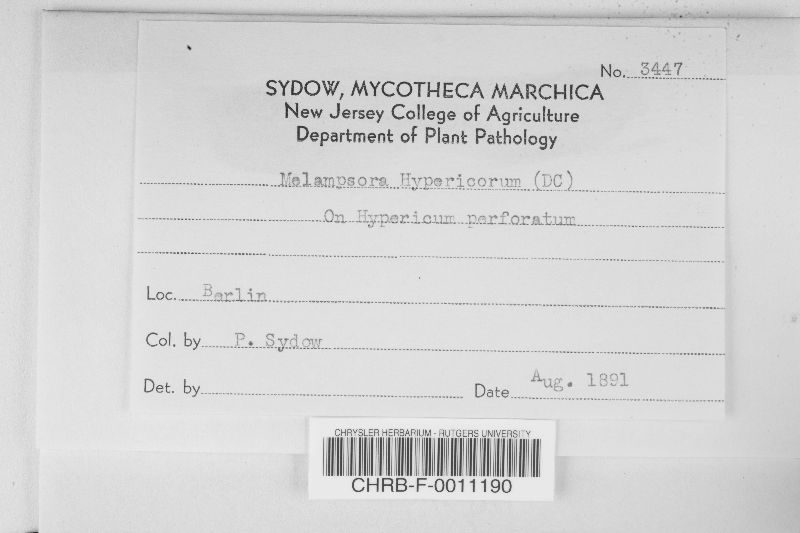 No. 3447
SYDOW, MYCOTHECA MARCHICA
New Jersey College of Agriculture
Department of Plant Pathology
Melampsora Hypericorum (DC)
On Hypericum perforatum
Loc. Berlin
Col. by P. Sydow
Det. by
Date Aug. 1891
CHRYSLER HERBARIUM - RUTGERS UNIVERSITY
CHRB-F-0011190